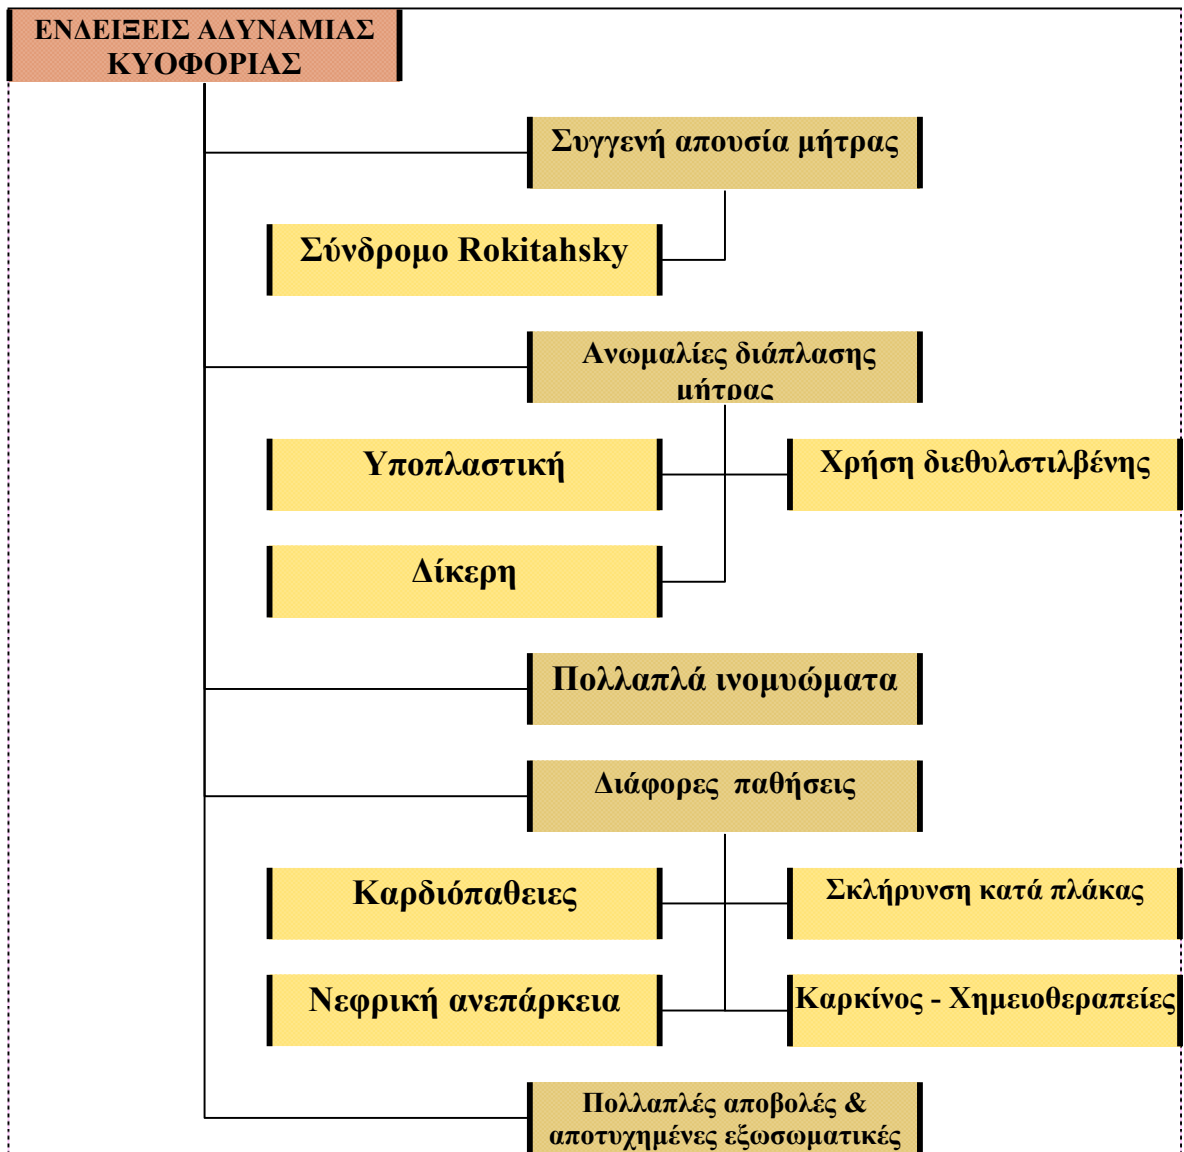 ΕΝΔΕΙΞΕΙΣ ΑΔΥΝΑΜΙΑΣ
ΚΥΟΦΟΡΙΑΣ
Συγγενή απουσία μήτρας
Σύνδρομο Rokitahsky
Ανωμαλίες διάπλασης
μήτρας
Υποπλαστική
Χρήση διεθυλστιλβένης
Δίκερη
Πολλαπλά ινομυώματα
Διάφορες παθήσεις
Καρδιόπαθειες
Σκλήρυνση κατά πλάκας
Νεφρική ανεπάρκεια
Καρκίνος - Χημειοθεραπείες
Πολλαπλές αποβολές &
αποτυχημένες εξωσωματικές